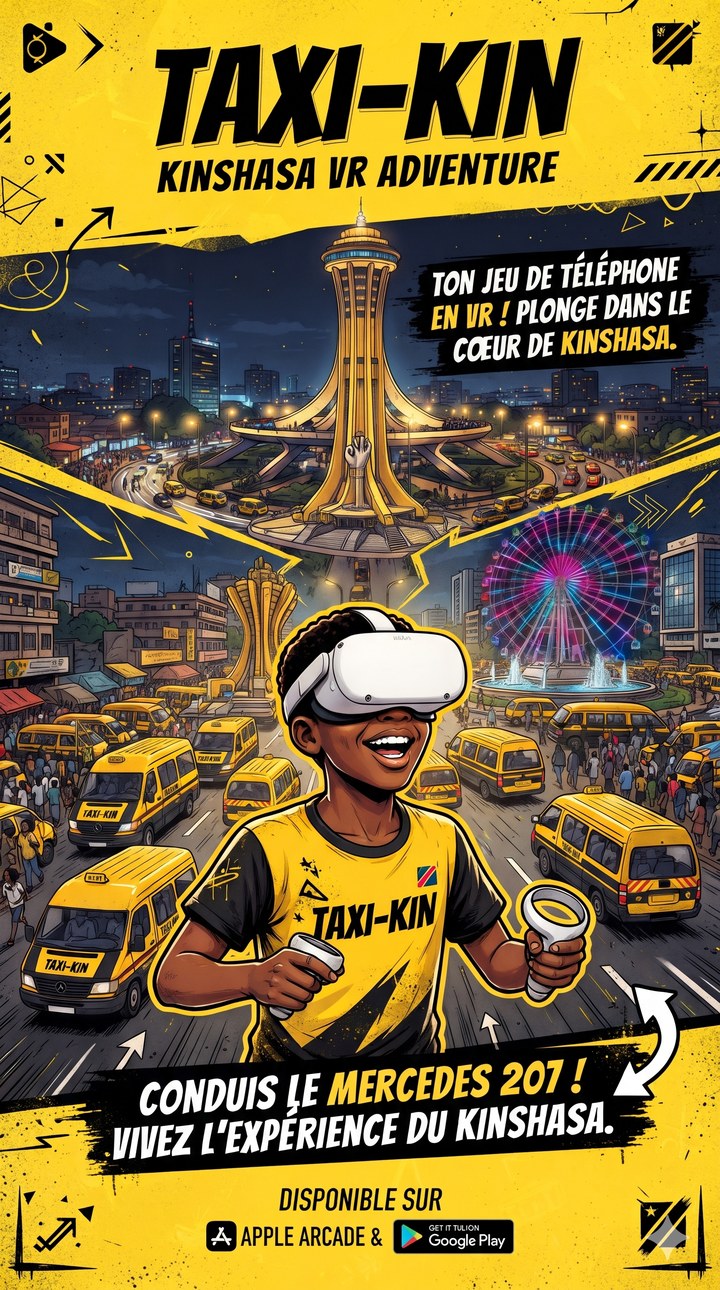 TAXI-KIN
KINSHASA VR ADVENTURE
TON JEU DE TÉLÉPHONE
EN VR ! PLONGE DANS LE
CŒUR DE KINSHASA.
TAXI-KIN
TAXI-KIN
TAXI-KIN
TAXI-KIN
CONDUIS LE MERCEDES 207 !
VIVEZ L'EXPÉRIENCE DU KINSHASA.
DISPONIBLE SUR
APPLE ARCADE & GET IT TULION
Google Play